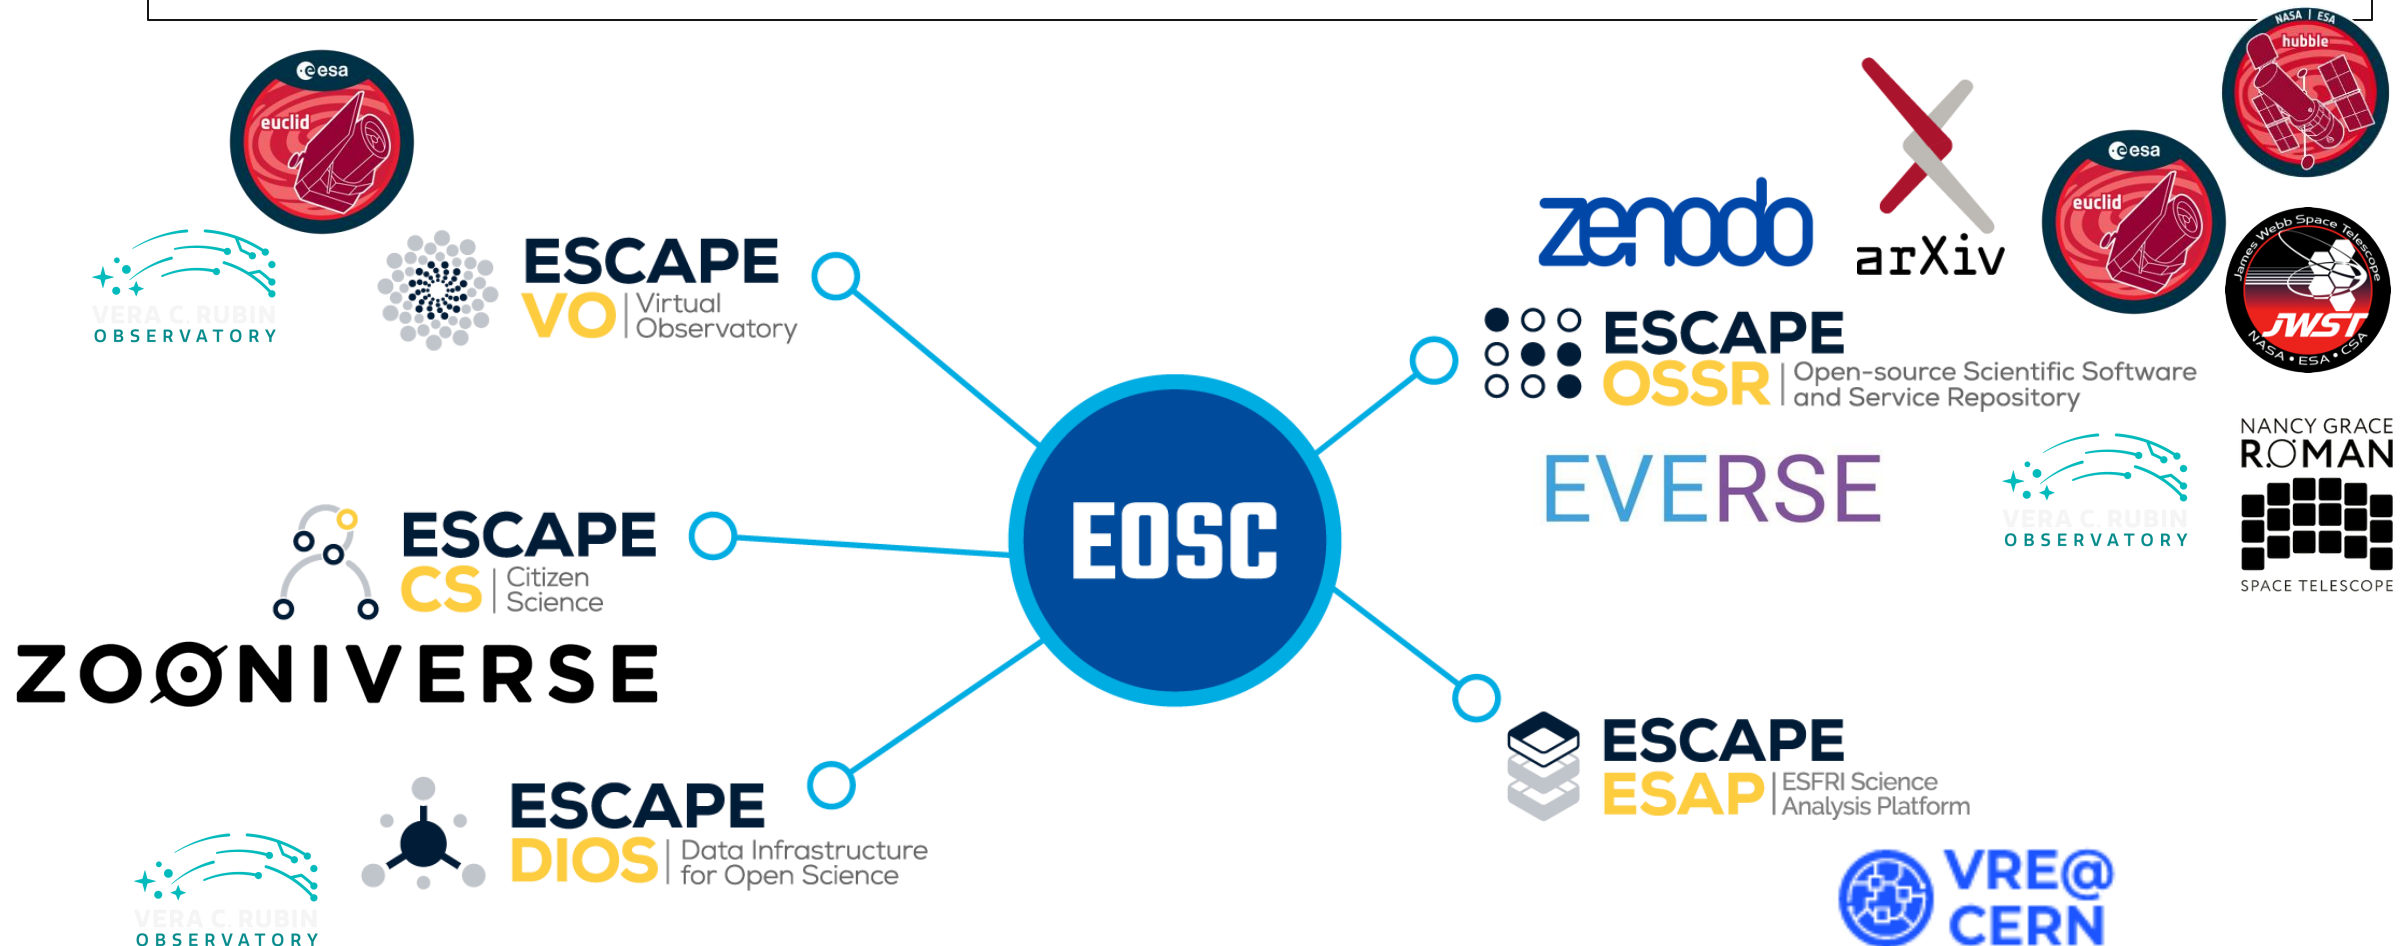 esa
euclid
VERA C. RUBIN
OBSERVATORY
ESCAPE
VO
Virtual
Observatory
ESCAPE
CS
Citizen
Science
ZOONIVERSE
ESCAPE
DIOS
Data Infrastructure
for Open Science
VERA C. RUBIN
OBSERVATORY
EOSC
zenodo
arXiv
esa
euclid
NASA | ESA
hubble
James Webb Space Telescope
JWST
NASA • ESA • CSA
ESCAPE
OSSR
Open-source Scientific Software
and Service Repository
EVERSE
VERA C. RUBIN
OBSERVATORY
NANCY GRACE
ROMAN
SPACE TELESCOPE
ESCAPE
ESAP
ESFRI Science
Analysis Platform
VRE@
CERN